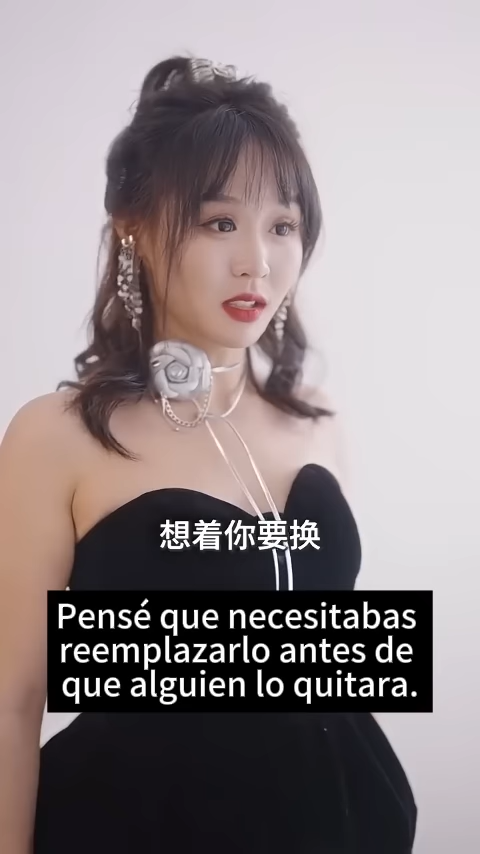 想着你要换
Pensé que necesitabas
reemplazarlo antes de
que alguien lo quitara.